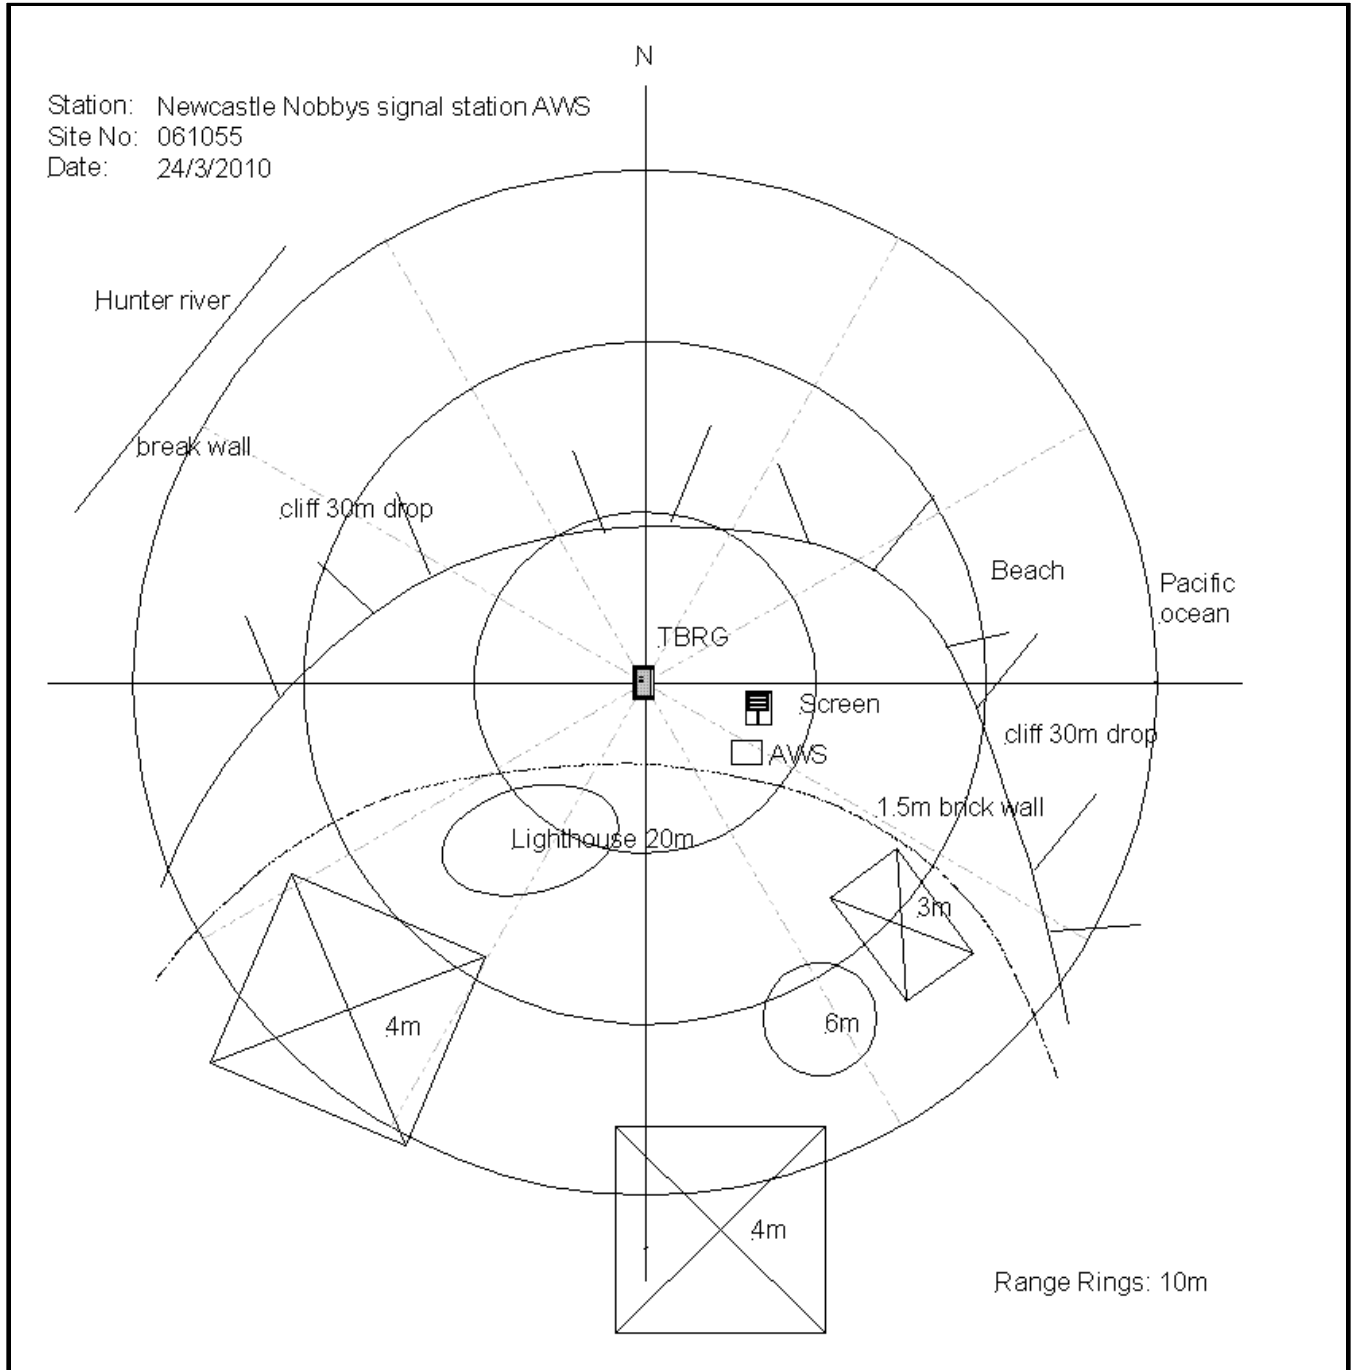 N
Station: Newcastle Nobbys signal station AWS
Site No: 061055
Date: 24/3/2010
Hunter river
break wall
cliff 30m drop
Beach
Pacific
ocean
TBRG
Screen
cliff 30m drop
AWS
1.5m brick wall
Lighthouse 20m
3m
4m
6m
4m
Range Rings: 10m